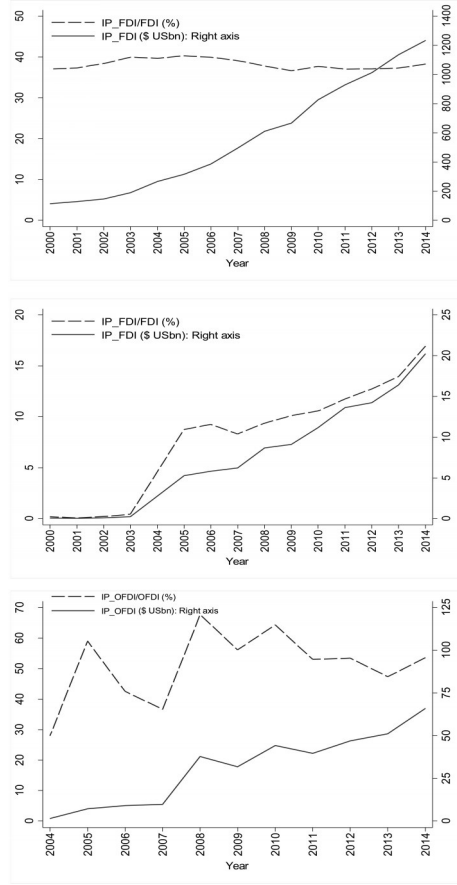 IP_FDI/FDI (%)
IP_FDI ($ USbn): Right axis
0 10 20 30 40 50
0 200 400 600 800 1000 1200 1400
2000 2001 2002 2003 2004 2005 2006 2007 2008 2009 2010 2011 2012 2013 2014
Year
IP_FDI/FDI (%)
IP_FDI ($ USbn): Right axis
0 5 10 15 20
0 5 10 15 20 25
2000 2001 2002 2003 2004 2005 2006 2007 2008 2009 2010 2011 2012 2013 2014
Year
IP_OFDI/OFDI (%)
IP_OFDI ($ USbn): Right axis
0 10 20 30 40 50 60 70
0 25 50 75 100 125
2004 2005 2006 2007 2008 2009 2010 2011 2012 2013 2014
Year